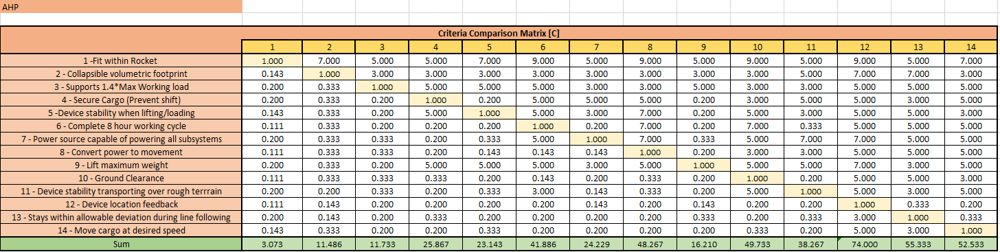 AHP
Criteria Comparison Matrix [C]
1 2 3 4 5 6 7 8 9 10 11 12 13 14
1 -Fit within Rocket 1.000 7.000 5.000 5.000 7.000 9.000 5.000 9.000 5.000 9.000 5.000 9.000 5.000 7.000
2 - Collapsible volumetric footprint 0.143 1.000 3.000 3.000 3.000 3.000 3.000 3.000 3.000 3.000 5.000 7.000 7.000 3.000
3 - Supports 1.4*Max Working load 0.200 0.333 1.000 5.000 5.000 5.000 3.000 3.000 5.000 3.000 3.000 5.000 5.000 5.000
4 - Secure Cargo (Prevent shift) 0.200 0.333 0.200 1.000 0.200 5.000 5.000 5.000 0.200 3.000 5.000 5.000 3.000 5.000
5 -Device stability when lifting/loading 0.143 0.333 0.200 5.000 1.000 5.000 3.000 7.000 0.200 3.000 3.000 5.000 5.000 3.000
6 - Complete 8 hour working cycle 0.111 0.333 0.200 0.200 0.200 1.000 0.200 7.000 0.200 7.000 0.333 5.000 5.000 5.000
7 - Power source capable of powering all subsystems 0.200 0.333 0.333 0.200 0.333 5.000 1.000 7.000 0.333 5.000 7.000 7.000 5.000 5.000
8 - Convert power to movement 0.111 0.333 0.333 0.200 0.143 0.143 0.143 1.000 0.200 3.000 3.000 5.000 5.000 5.000
9 - Lift maximum weight 0.200 0.333 0.200 5.000 5.000 5.000 3.000 5.000 1.000 5.000 5.000 7.000 3.000 5.000
10 - Ground Clearance 0.111 0.333 0.333 0.333 0.333 0.143 0.200 0.333 0.200 1.000 0.200 5.000 5.000 3.000
11 - Device stability transporting over rough terrrain 0.200 0.200 0.333 0.200 0.333 3.000 0.143 0.333 0.200 5.000 1.000 5.000 3.000 5.000
12 - Device location feedback 0.111 0.143 0.200 0.200 0.200 0.200 0.143 0.200 0.143 0.200 0.200 1.000 0.333 0.200
13 - Stays within allowable deviation during line following 0.200 0.143 0.200 0.333 0.200 0.200 0.200 0.200 0.333 0.200 0.333 3.000 1.000 0.333
14 - Move cargo at desired speed 0.143 0.333 0.200 0.200 0.333 0.200 0.200 0.200 0.200 0.333 0.200 5.000 3.000 1.000
Sum 3.073 11.486 11.733 25.867 23.143 41.886 24.229 48.267 16.210 49.733 38.267 74.000 55.333 52.533